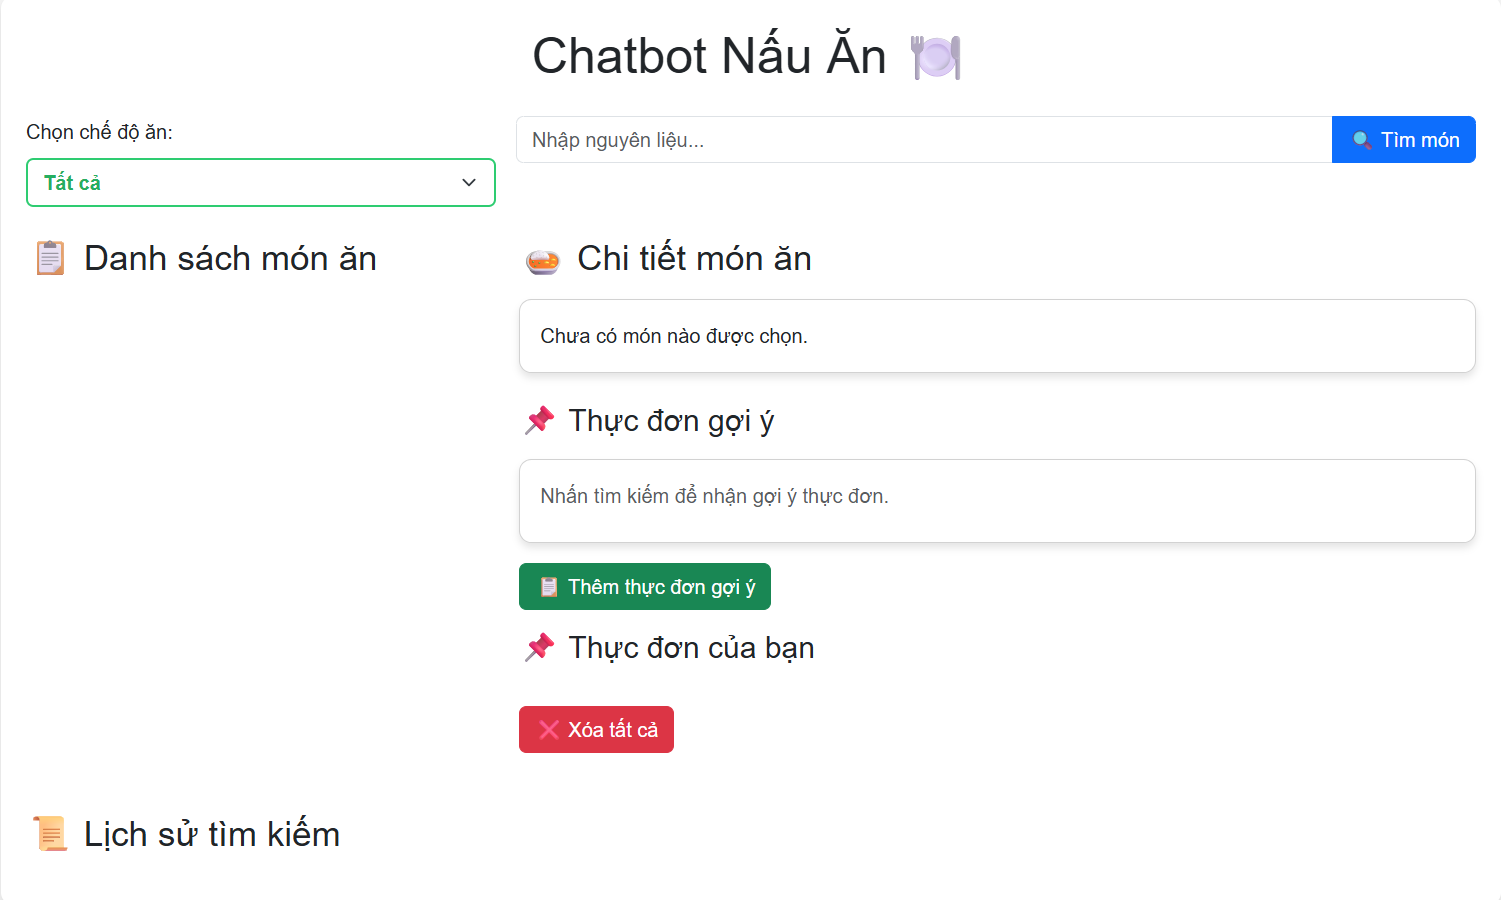 Chatbot Nấu Ăn
Chọn chế độ ăn:
Tất cả
Nhập nguyên liệu...
Tìm món
Danh sách món ăn
Chi tiết món ăn
Chưa có món nào được chọn.
Thực đơn gợi ý
Nhấn tìm kiếm để nhận gợi ý thực đơn.
Thêm thực đơn gợi ý
Thực đơn của bạn
Xóa tất cả
Lịch sử tìm kiếm